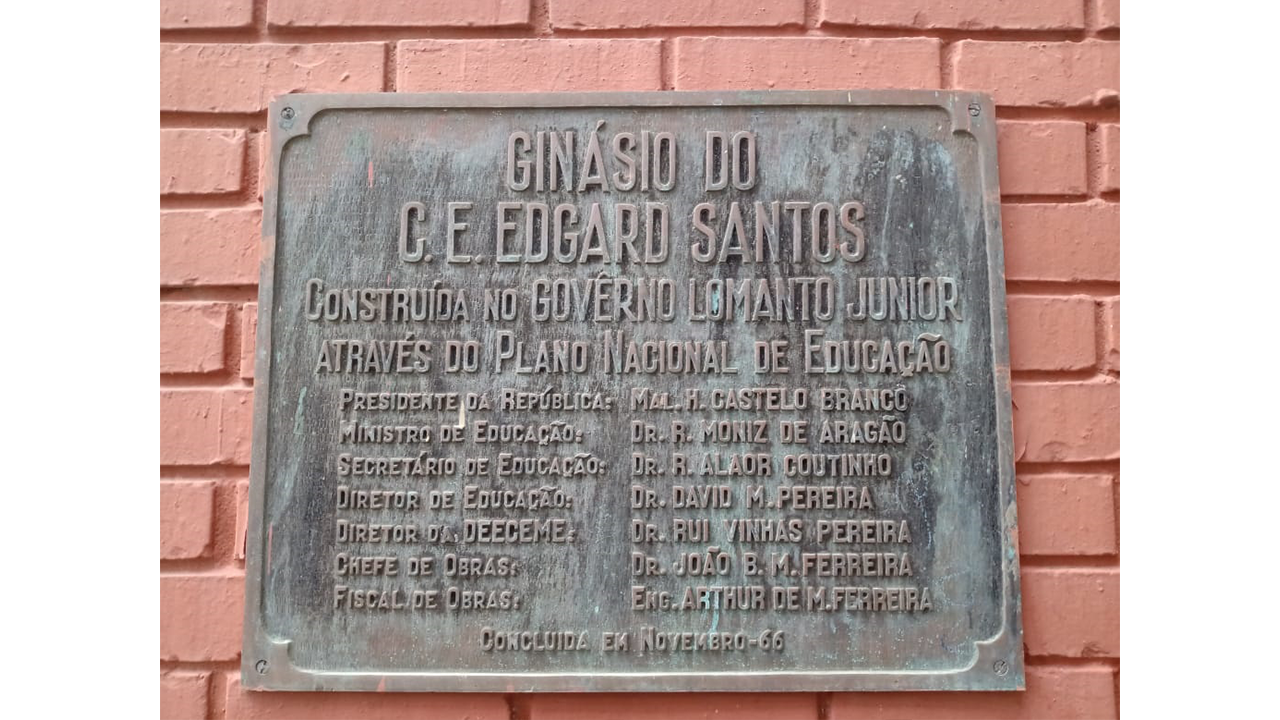 GINÁSIO DO
C. E. EDGARD SANTOS
CONSTRUÍDA NO GOVÊRNO LOMANTO JUNIOR
ATRAVÉS DO PLANO NACIONAL DE EDUCAÇÃO
PRESIDENTE DA REPÚBLICA: MAL. H. CASTELO BRANCO
MINISTRO DE EDUCAÇÃO: DR. R. MONIZ DE ARAGÃO
SECRETÁRIO DE EDUCAÇÃO: DR. R. ALAOR COUTINHO
DIRETOR DE EDUCAÇÃO: DR. DAVID M. PEREIRA
DIRETOR DA DEECEME: DR. RUI VINHAS PEREIRA
CHEFE DE OBRAS: DR. JOÃO B. M. FERREIRA
FISCAL DE OBRAS: ENG. ARTHUR DE M. FERREIRA
CONCLUIDA EM NOVEMBRO-66